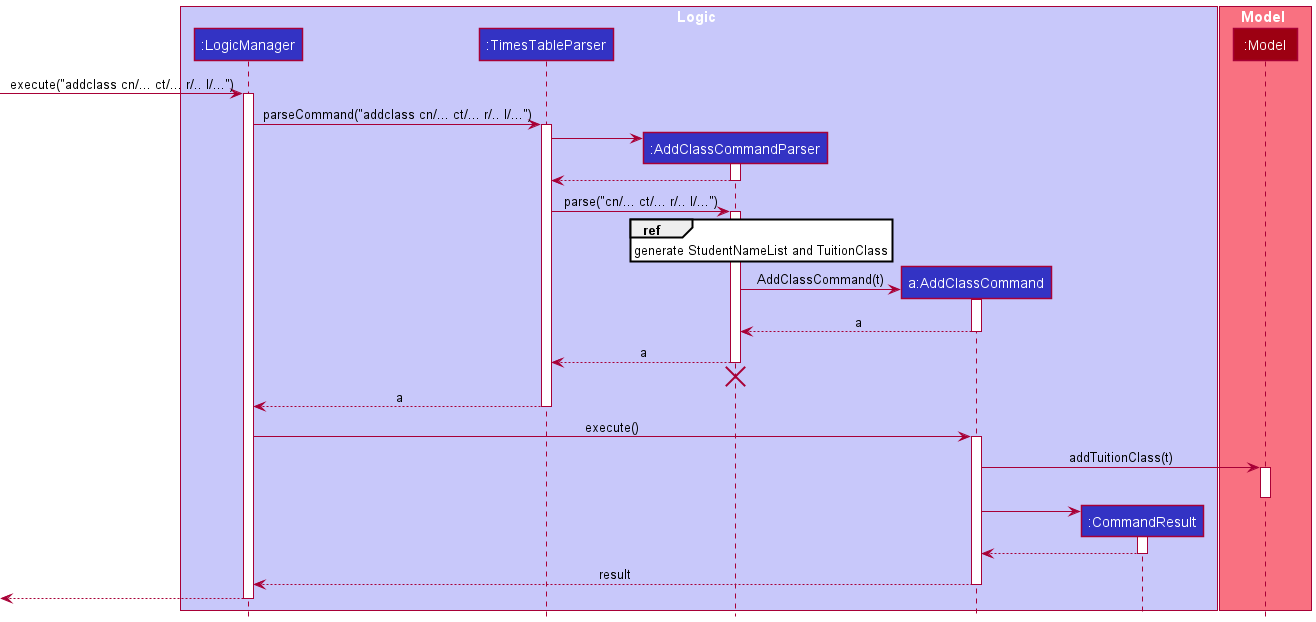 Logic
Model
:LogicManager
:TimesTableParser
:Model
execute("addclass cn/... ct/... r/.. l/...")
parseCommand("addclass cn/... ct/... r/.. l/...")
:AddClassCommandParser
parse("cn/... ct/... r/.. l/...")
ref
generate StudentNameList and TuitionClass
AddClassCommand(t)
a:AddClassCommand
a
a
a
execute()
addTuitionClass(t)
:CommandResult
result